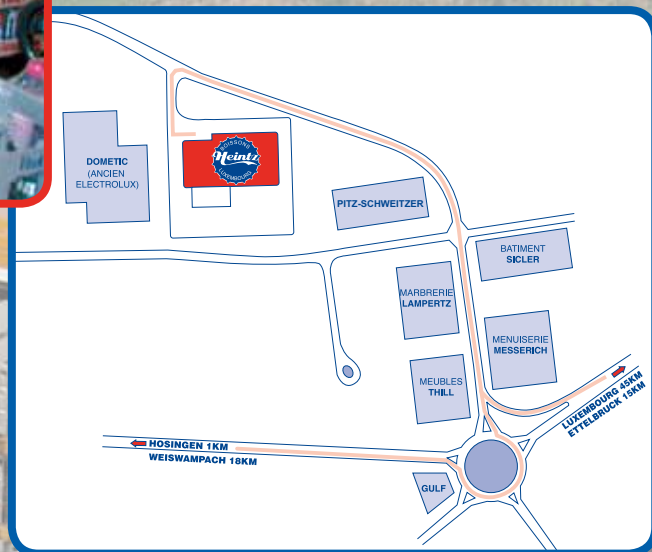 DOMETIC
(ANCIEN
ELECTROLUX)
BOISSONS
Heintz
LUXEMBOURG
PITZ-SCHWEITZER
BATIMENT
SICLER
MARBRERIE
LAMPERTZ
MENUISERIE
MESSERICH
MEUBLES
THILL
LUXEMBOURG 45KM
ETTELBRUCK 15KM
HOSINGEN 1KM
WEISWAMPACH 18KM
GULF